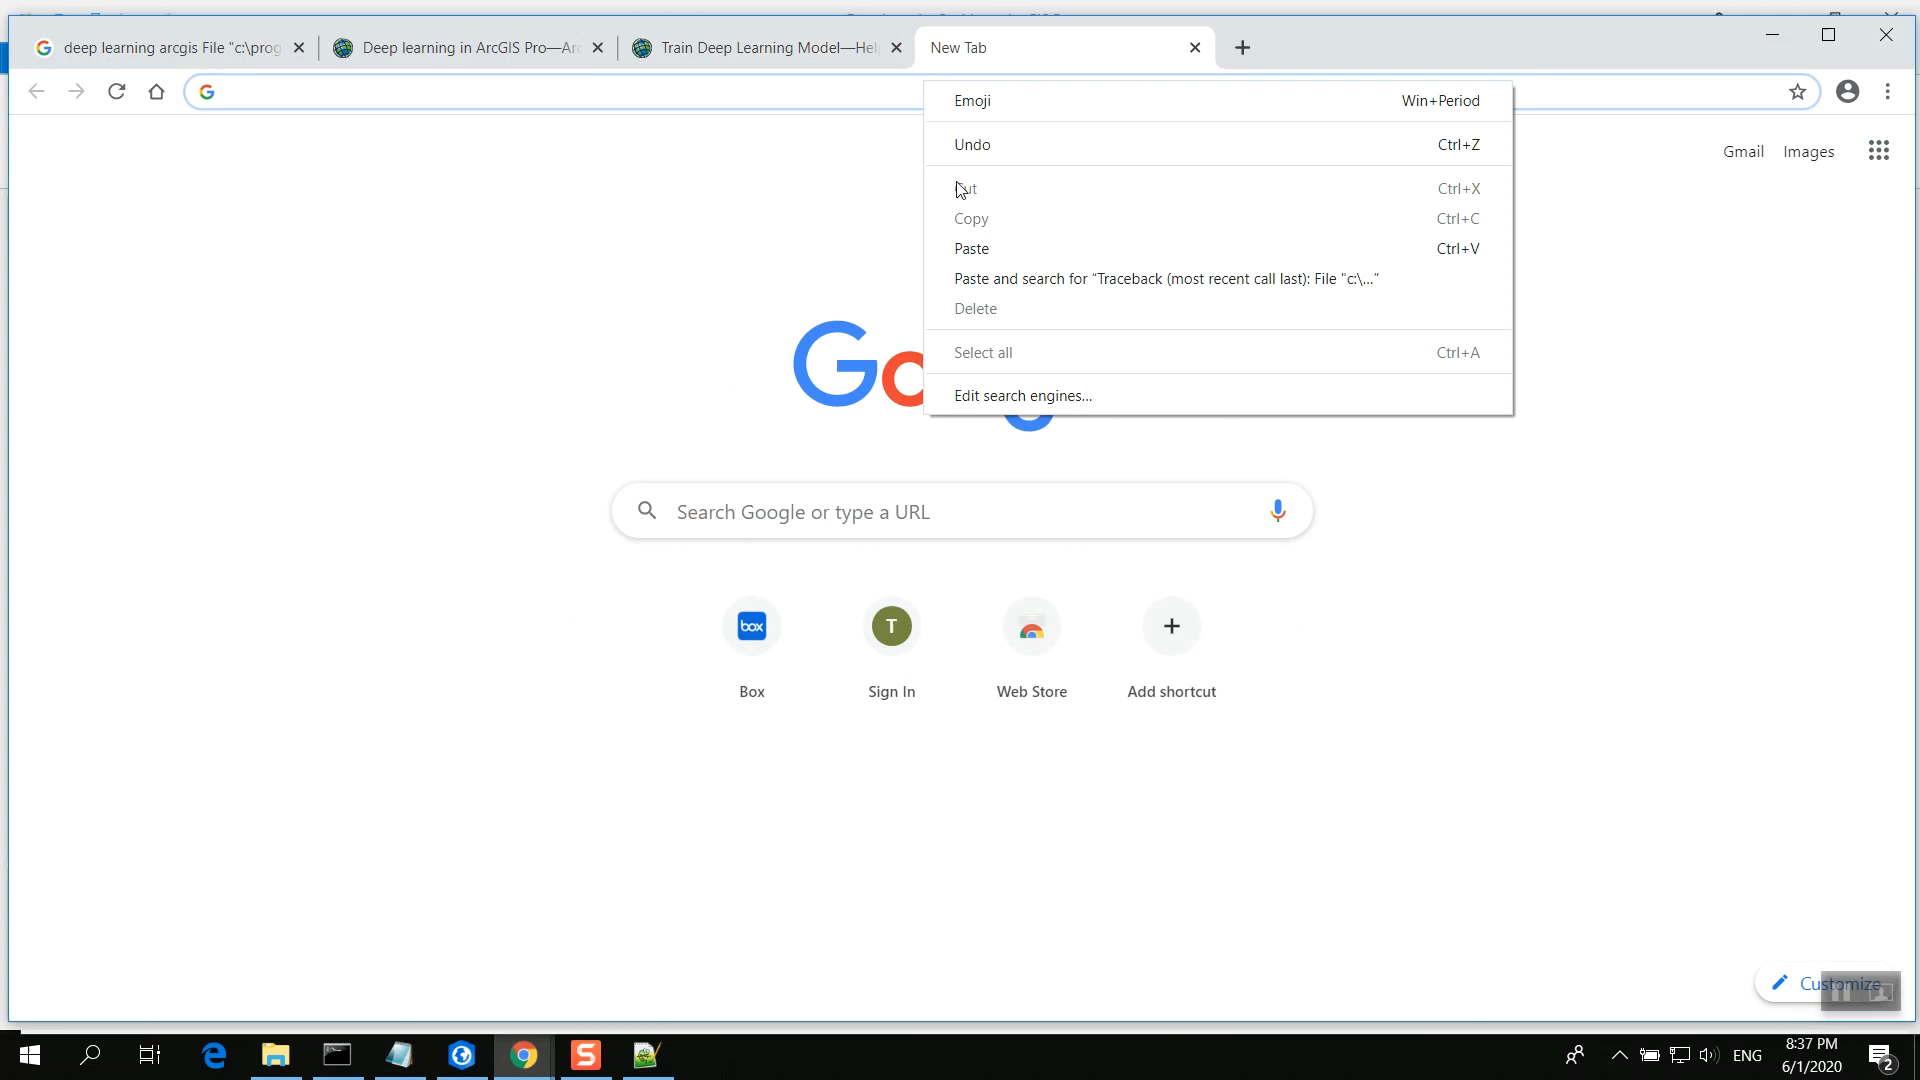 deep learning arcgis File "c:\prog
Deep learning in ArcGIS Pro—Arc
Train Deep Learning Model—Hel
New Tab
Emoji Win+Period
Undo Ctrl+Z
Cut Ctrl+X
Copy Ctrl+C
Paste Ctrl+V
Paste and search for “Traceback (most recent call last): File "c:\...”
Delete
Select all Ctrl+A
Edit search engines...
Gmail Images
Search Google or type a URL
box
T
Box
Sign In
Web Store
Add shortcut
Customize
ENG
8:37 PM
6/1/2020
2